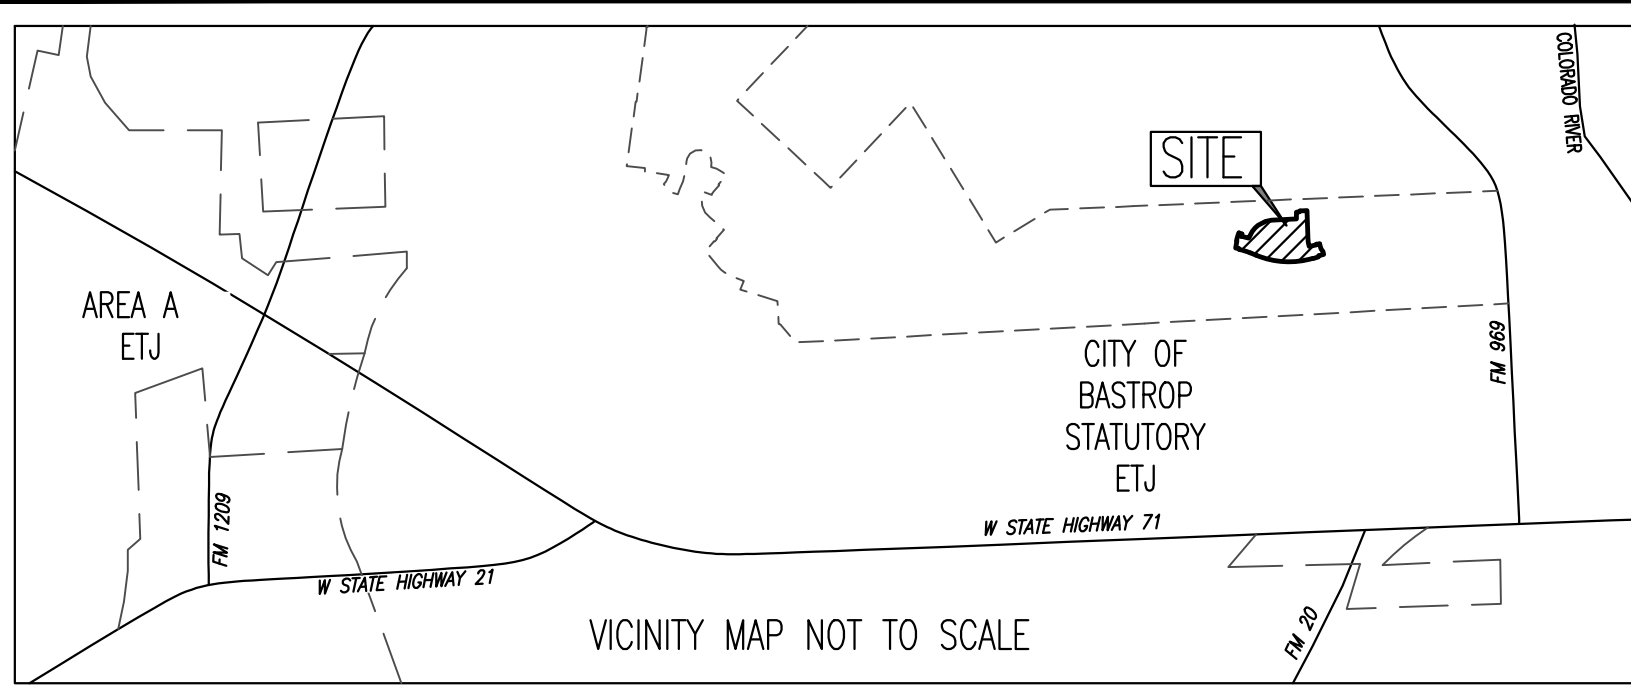 COLORADO RIVER
SITE
AREA A
ETJ
FM 969
CITY OF
BASTROP
STATUTORY
ETJ
FM 1209
W STATE HIGHWAY 71
W STATE HIGHWAY 21
VICINITY MAP NOT TO SCALE
FM 20